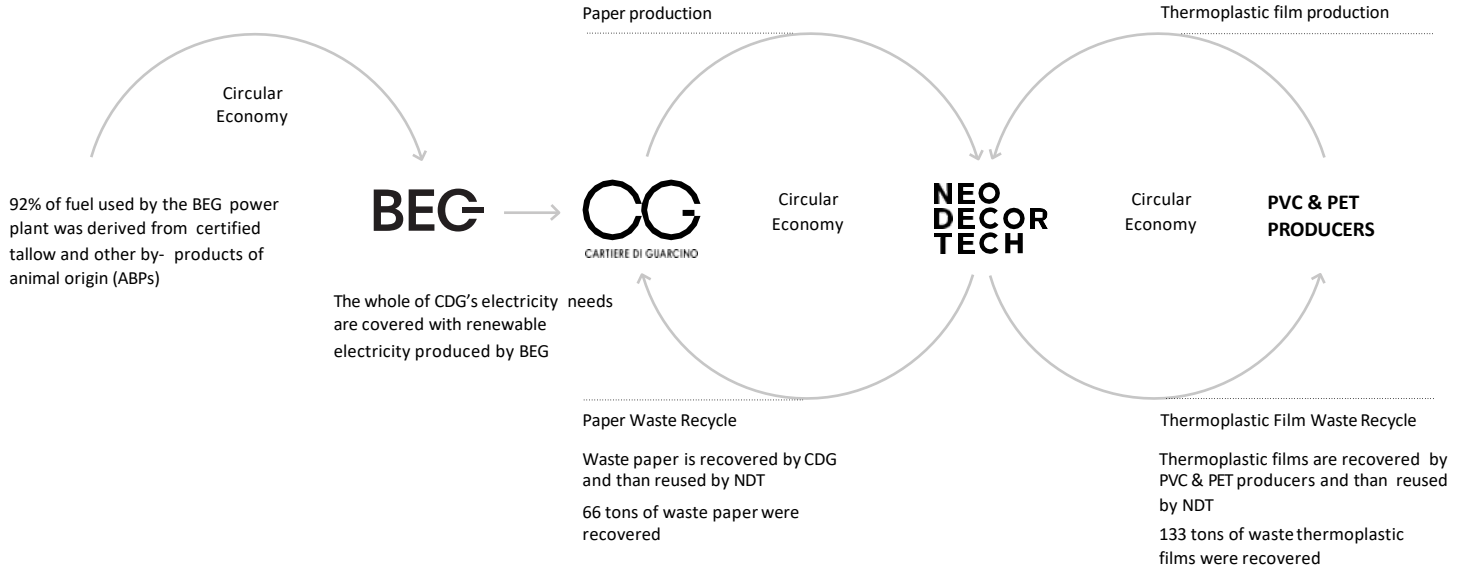 Paper production
Thermoplastic film production
Circular
Economy
92% of fuel used by the BEG power
plant was derived from certified
tallow and other by- products of
animal origin (ABPs)
BEG
CG
CARTIERE DI GUARCINO
Circular
Economy
NEO
DECOR
TECH
Circular
Economy
PVC & PET
PRODUCERS
The whole of CDG's electricity needs
are covered with renewable
electricity produced by BEG
Paper Waste Recycle
Waste paper is recovered by CDG
and than reused by NDT
66 tons of waste paper were
recovered
Thermoplastic Film Waste Recycle
Thermoplastic films are recovered by
PVC & PET producers and than reused
by NDT
133 tons of waste thermoplastic
films were recovered